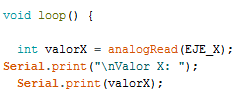 void loop() {
int valorX = analogRead(EJE_X);
Serial.print("\nValor X: ");
Serial.print(valorX);